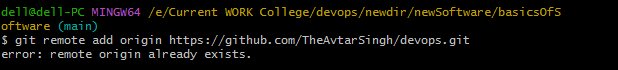 dell@dell-PC MINGW64 /e/Current WORK College/devops/newdir/newSoftware/basicsOfS
oftware (main)
$ git remote add origin https://github.com/TheAvtarSingh/devops.git
error: remote origin already exists.